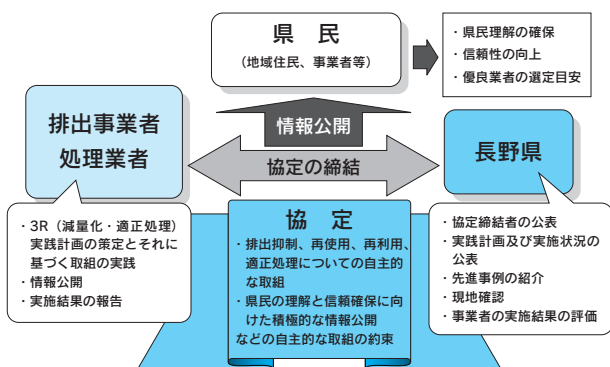 県 民
（地域住民、事業者等）
・県民理解の確保
・信頼性の向上
・優良業者の選定目安
情報公開
排出事業者
処理業者
協定の締結
長野県
・3R（減量化・適正処理）
実践計画の策定とそれに
基づく取組の実践
・情報公開
・実施結果の報告
協 定
・排出抑制、再使用、再利用、
適正処理についての自主的
な取組
・県民の理解と信頼確保に向
けた積極的な情報公開
などの自主的な取組の約束
・協定締結者の公表
・実践計画及び実施状況の
公表
・先進事例の紹介
・現地確認
・事業者の実施結果の評価